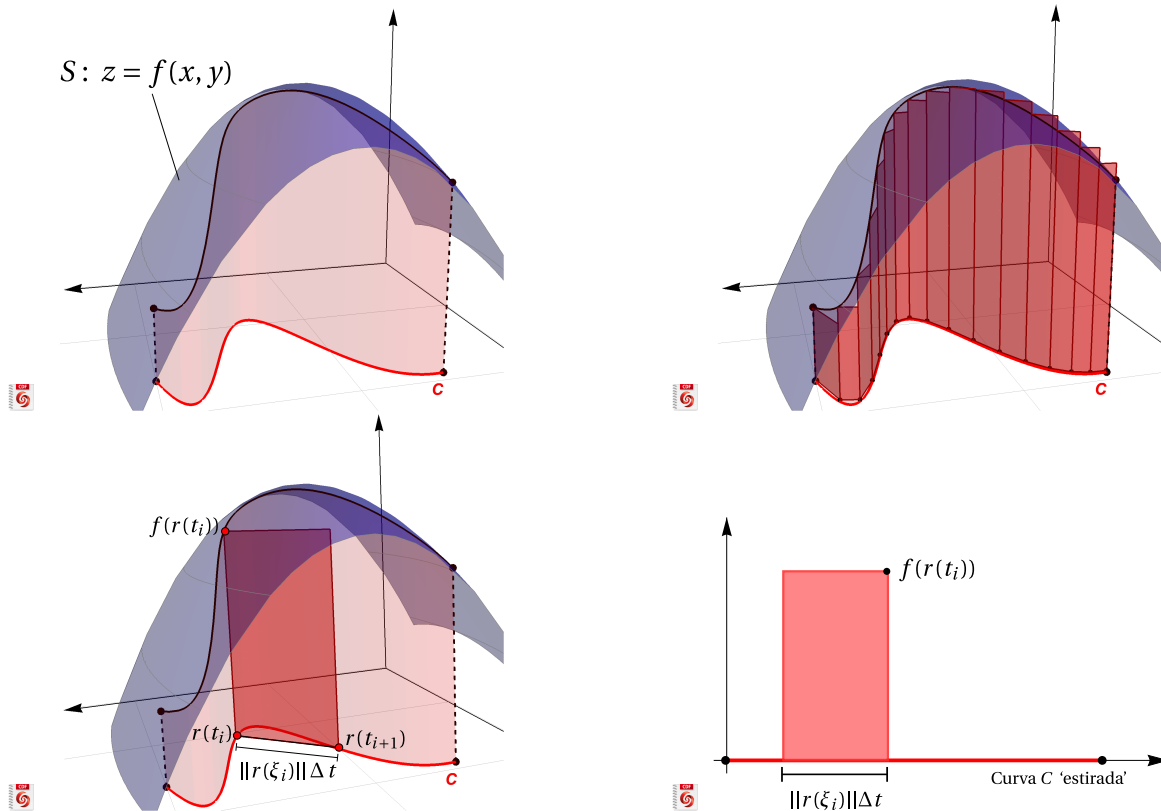 S: z = f(x, y)
CDF
C
CDF
C
f(r(t_i))
r(t_i)
r(t_{i+1})
||r(ξ_i)||Δt
CDF
C
f(r(t_i))
CDF
Curva C ‘estirada’
||r(ξ_i)||Δt